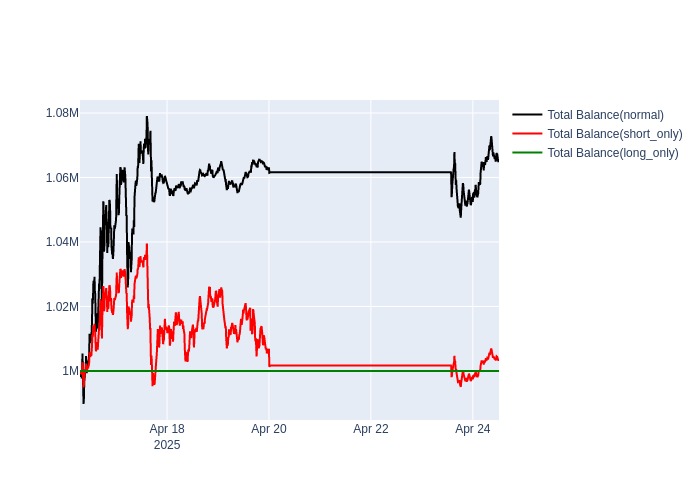 1.08M
1.06M
1.04M
1.02M
1M
Apr 18
2025
Apr 20
Apr 22
Apr 24
Total Balance(normal)
Total Balance(short_only)
Total Balance(long_only)